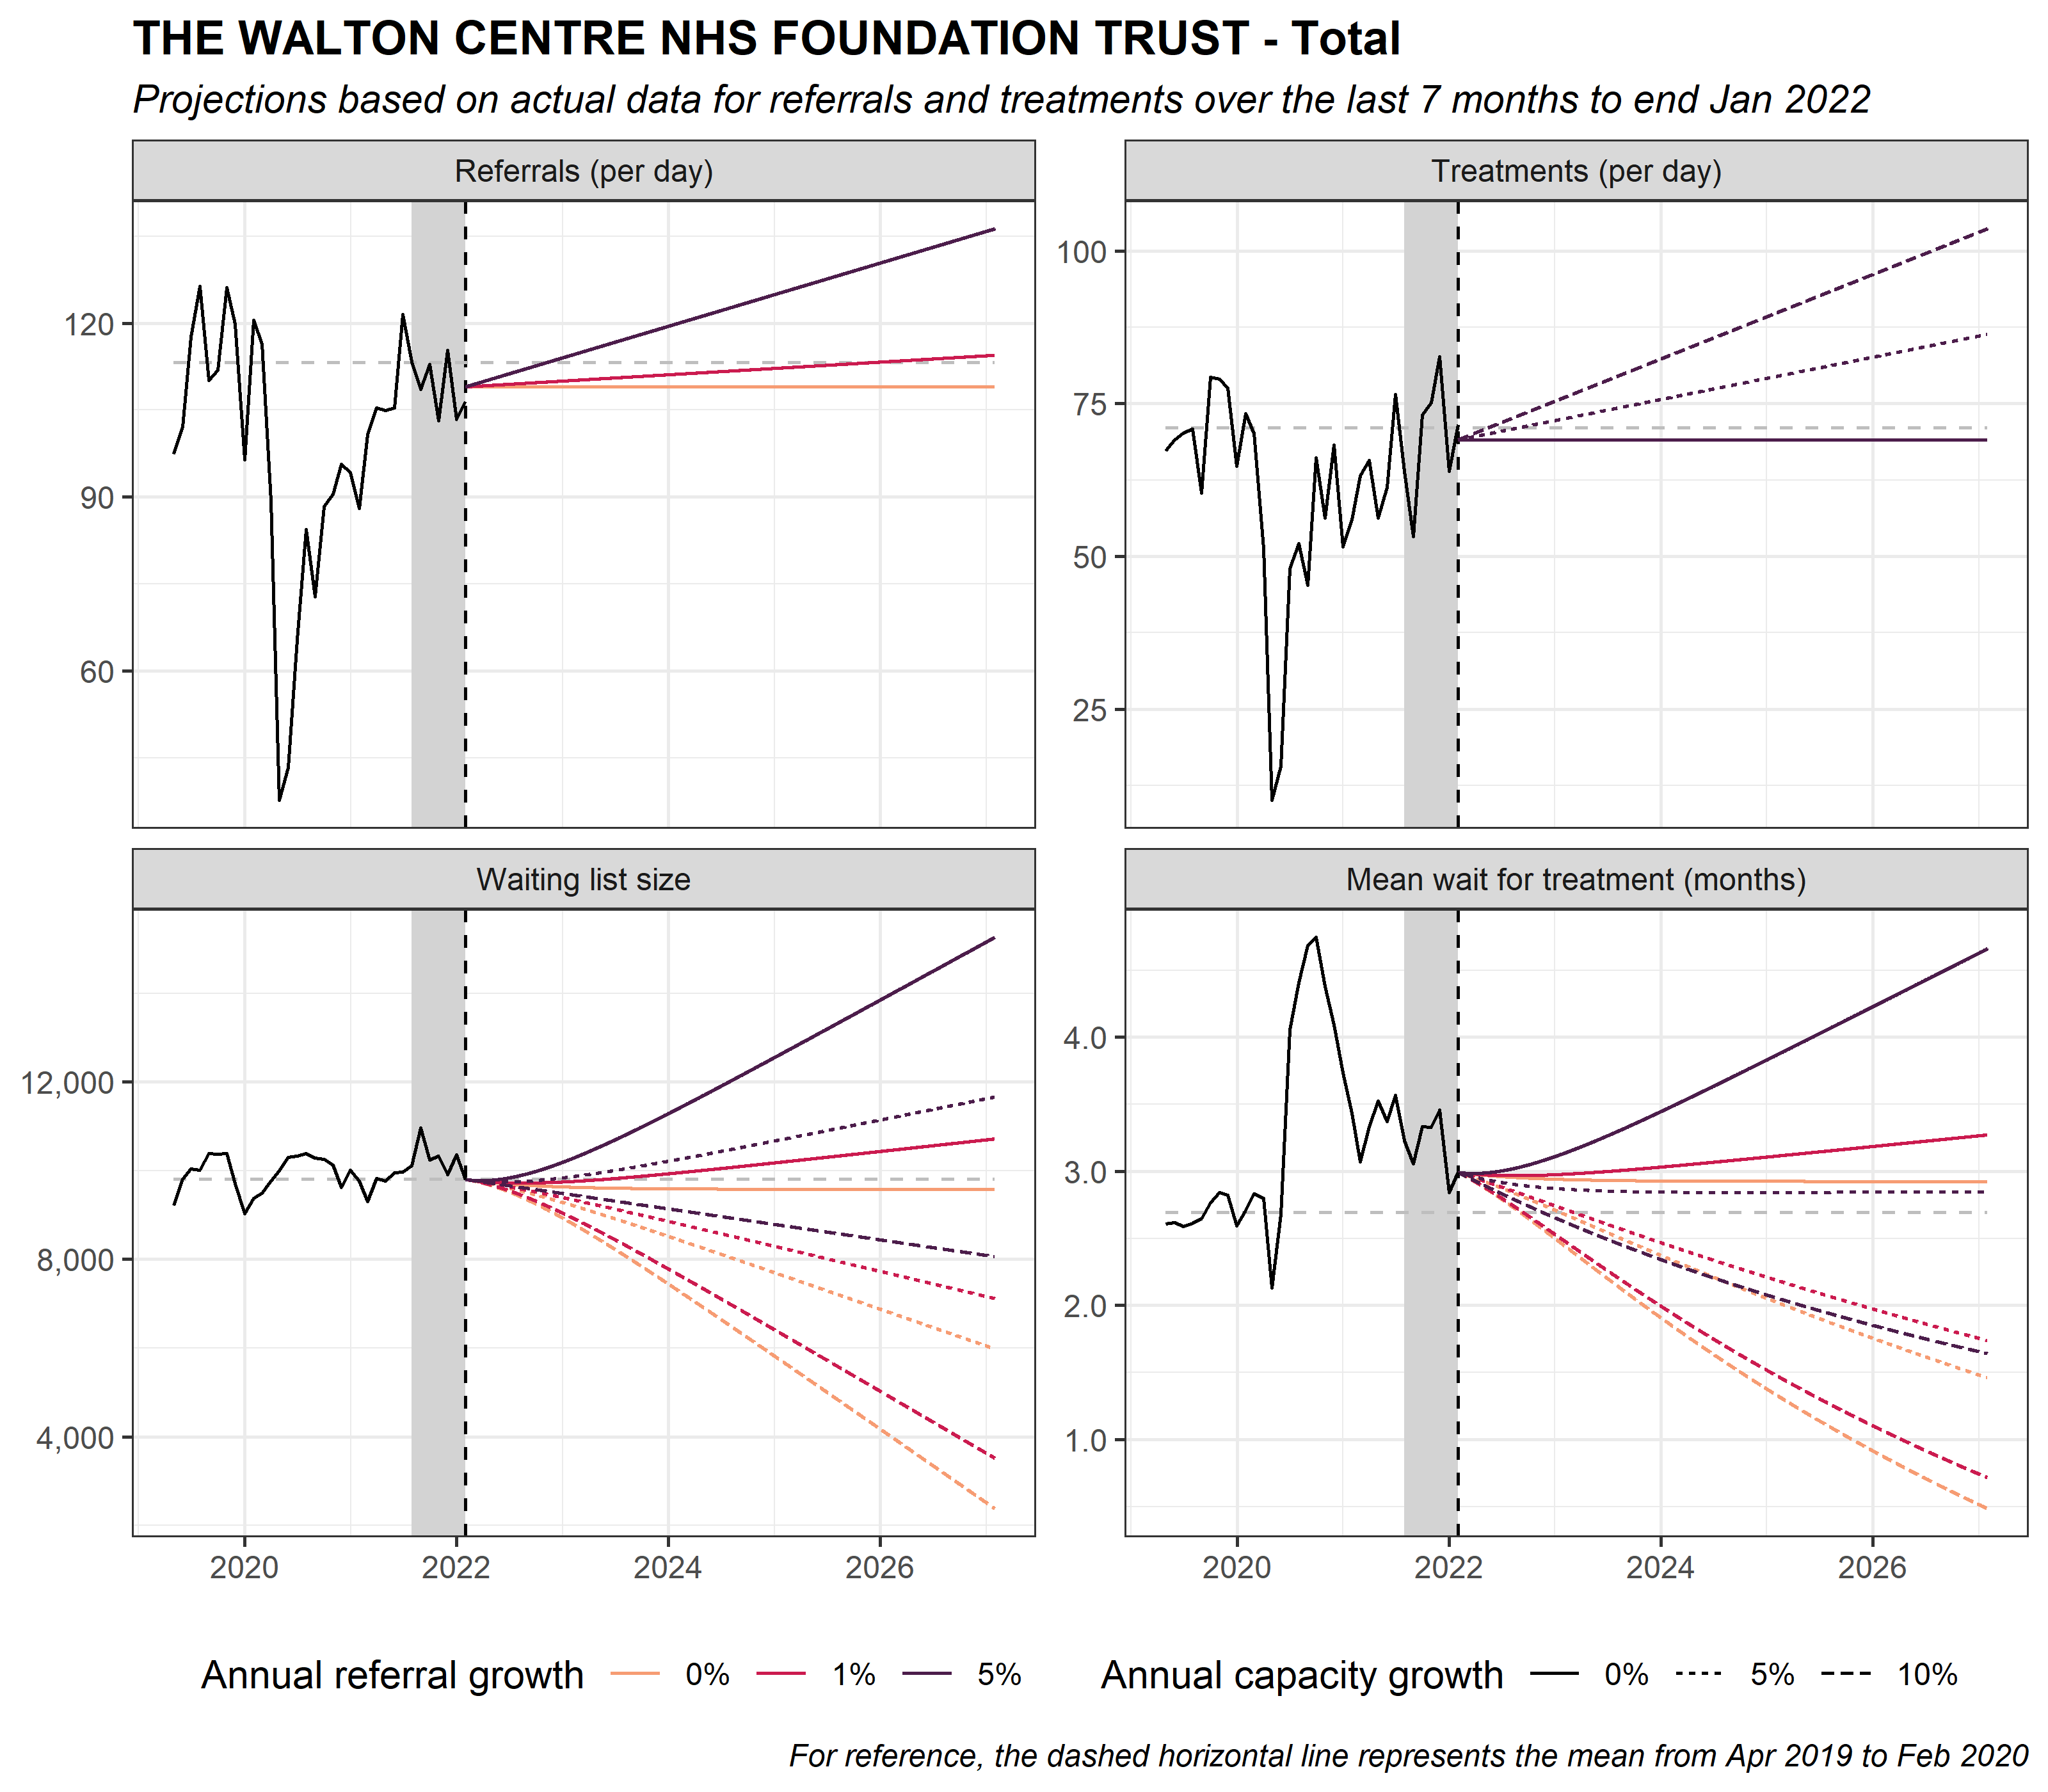 THE WALTON CENTRE NHS FOUNDATION TRUST - Total
Projections based on actual data for referrals and treatments over the last 7 months to end Jan 2022
Referrals (per day)
120
90
60
Treatments (per day)
100
75
50
25
Waiting list size
12,000
8,000
4,000
2020 2022 2024 2026
Mean wait for treatment (months)
4.0
3.0
2.0
1.0
2020 2022 2024 2026
Annual referral growth 0% 1% 5% Annual capacity growth 0% 5% 10%
For reference, the dashed horizontal line represents the mean from Apr 2019 to Feb 2020